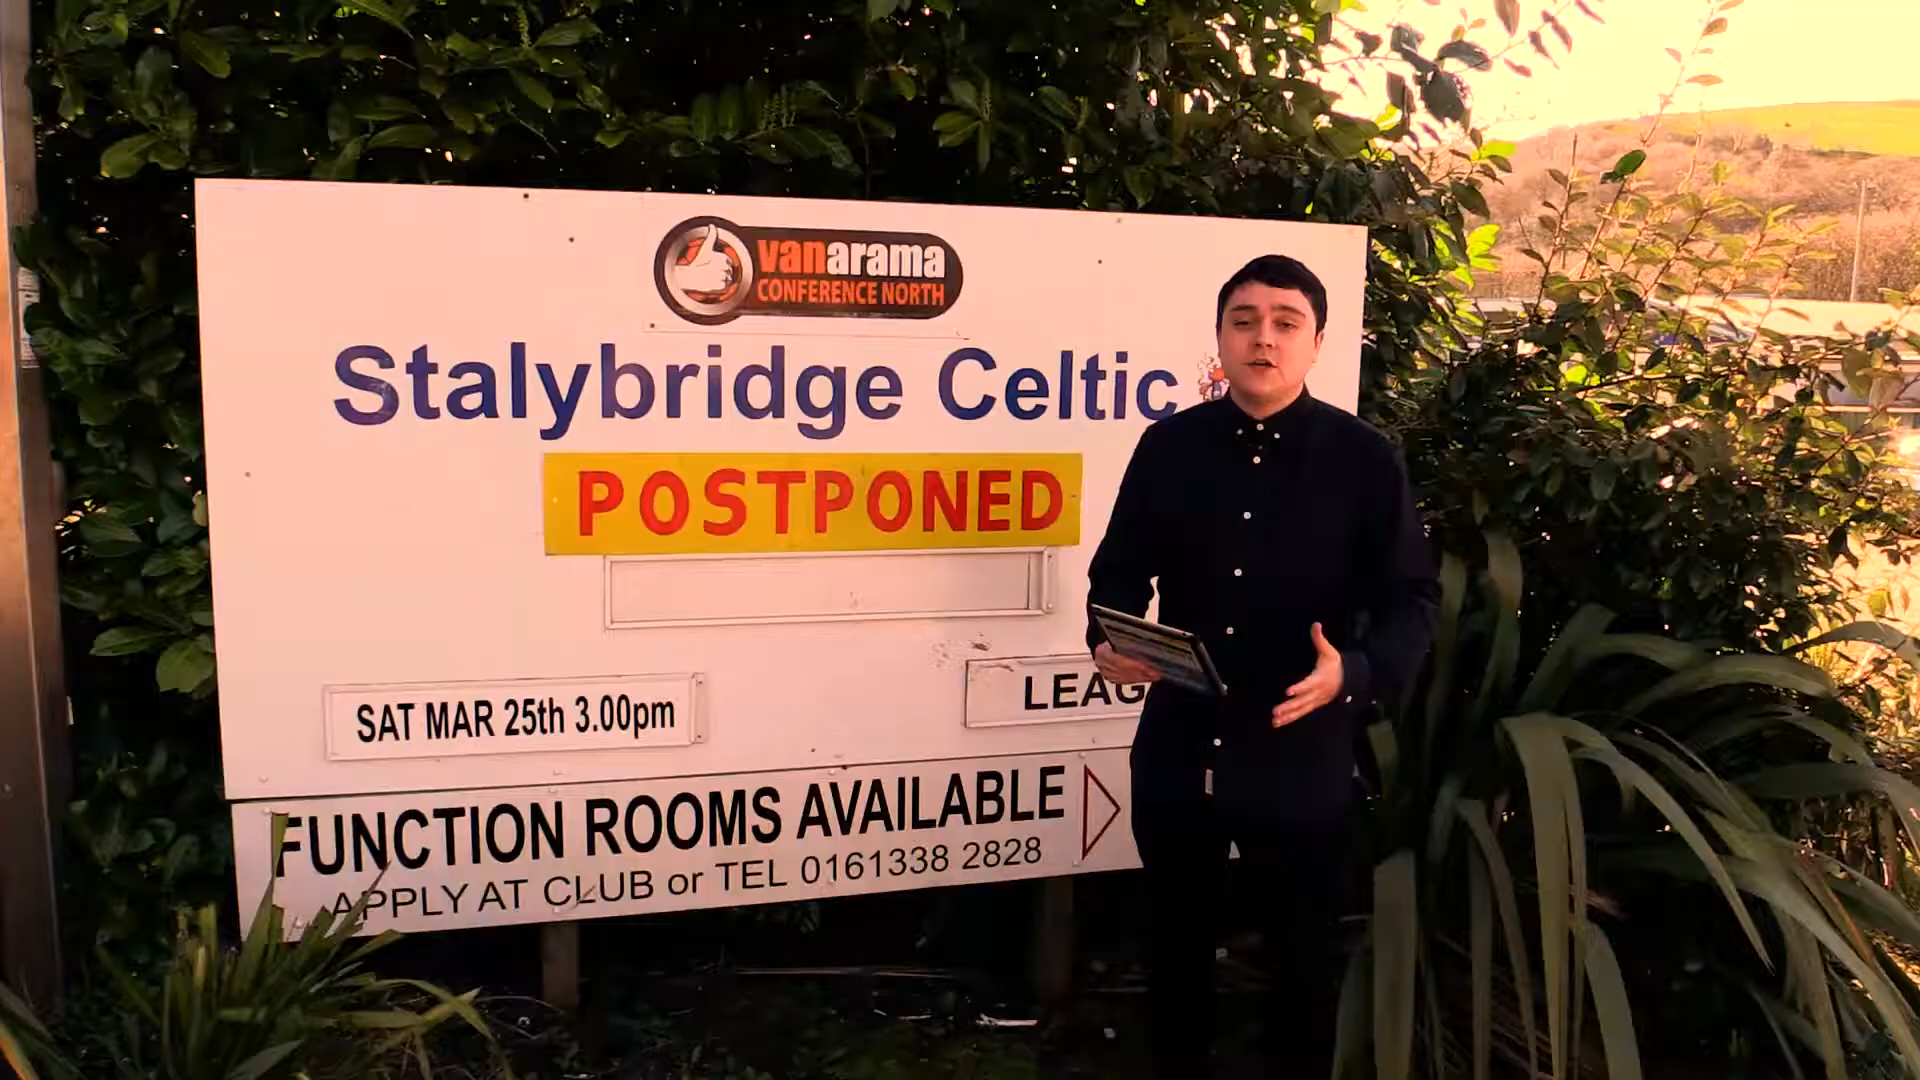 vanarama
CONFERENCE NORTH
Stalybridge Celtic
POSTPONED
SAT MAR 25th 3.00pm
LEAG
FUNCTION ROOMS AVAILABLE
APPLY AT CLUB or TEL 0161338 2828